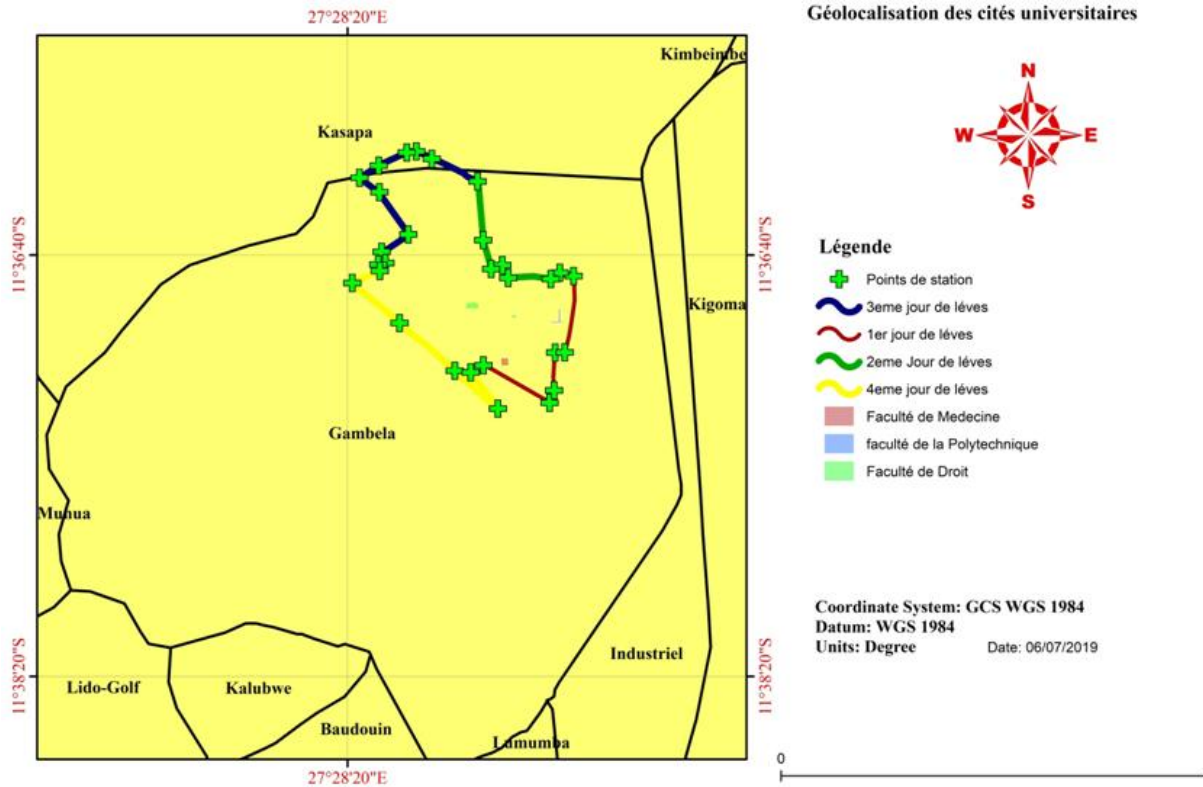 Géolocalisation des cités universitaires
27°28'20"E
Kimbeimbe
Kasapa
N
W
E
S
11°36'40"S
11°36'40"S
Kigoma
Légende
Points de station
3eme jour de léves
1er jour de léves
2eme Jour de léves
4eme jour de léves
Faculté de Medecine
faculté de la Polytechnique
Faculté de Droit
Gambela
Munua
Coordinate System: GCS WGS 1984
Datum: WGS 1984
Units: Degree
Date: 06/07/2019
Industriel
11°38'20"S
11°38'20"S
Lido-Golf
Kalubwe
Baudouin
Lumumba
27°28'20"E
0